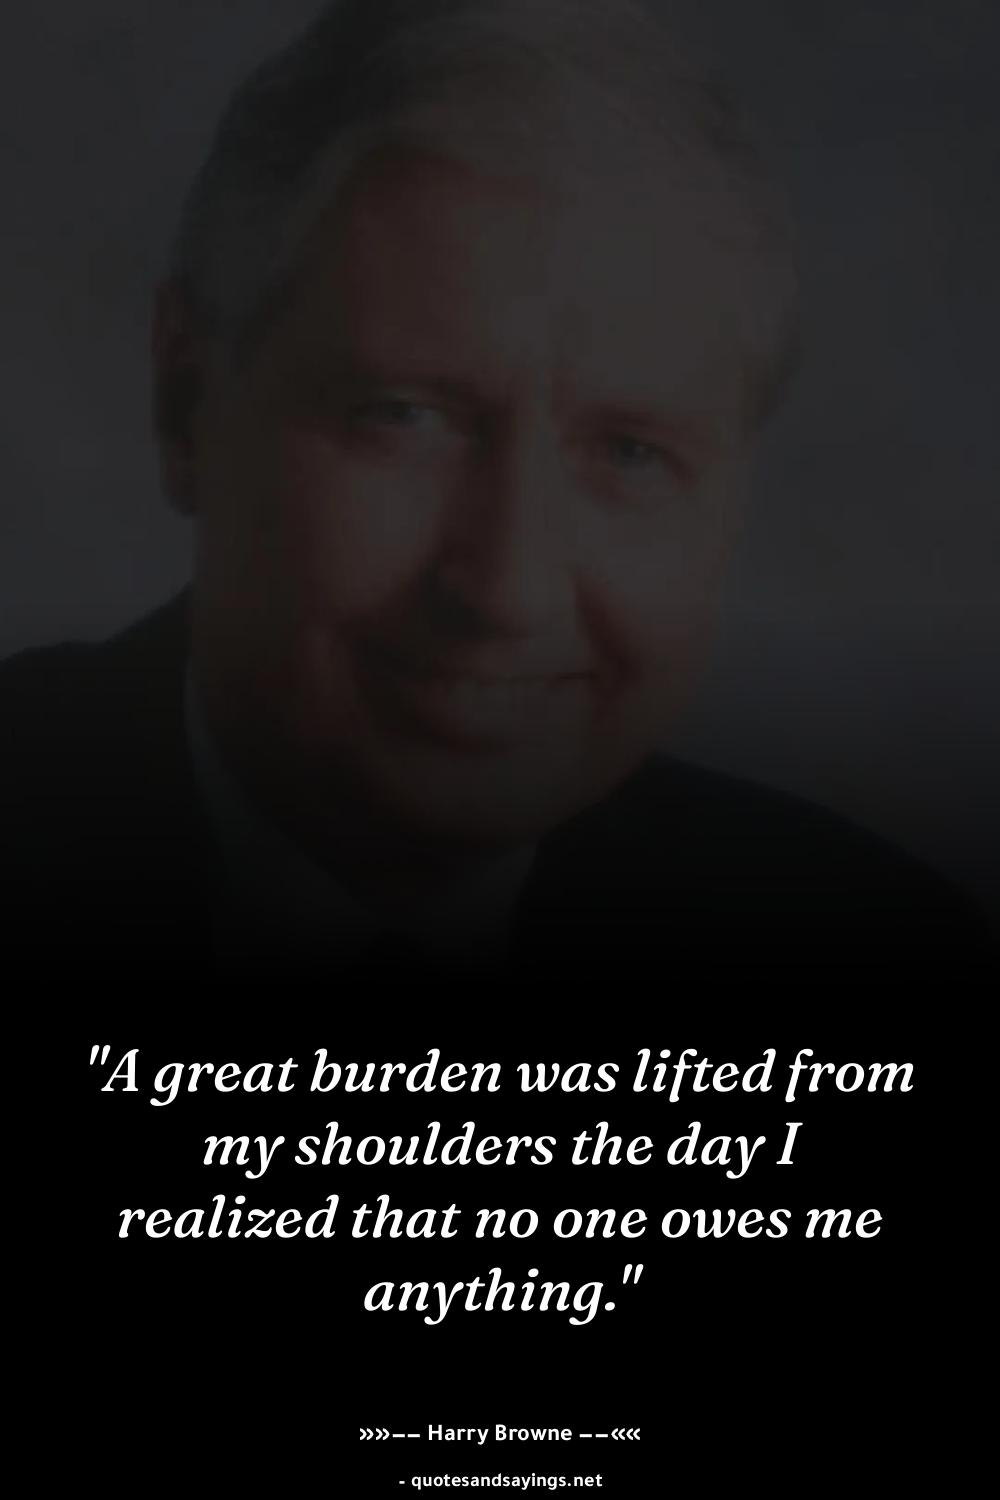 "A great burden was lifted from
my shoulders the day I
realized that no one owes me
anything."
»»−− Harry Browne −−««
- quotesandsayings.net